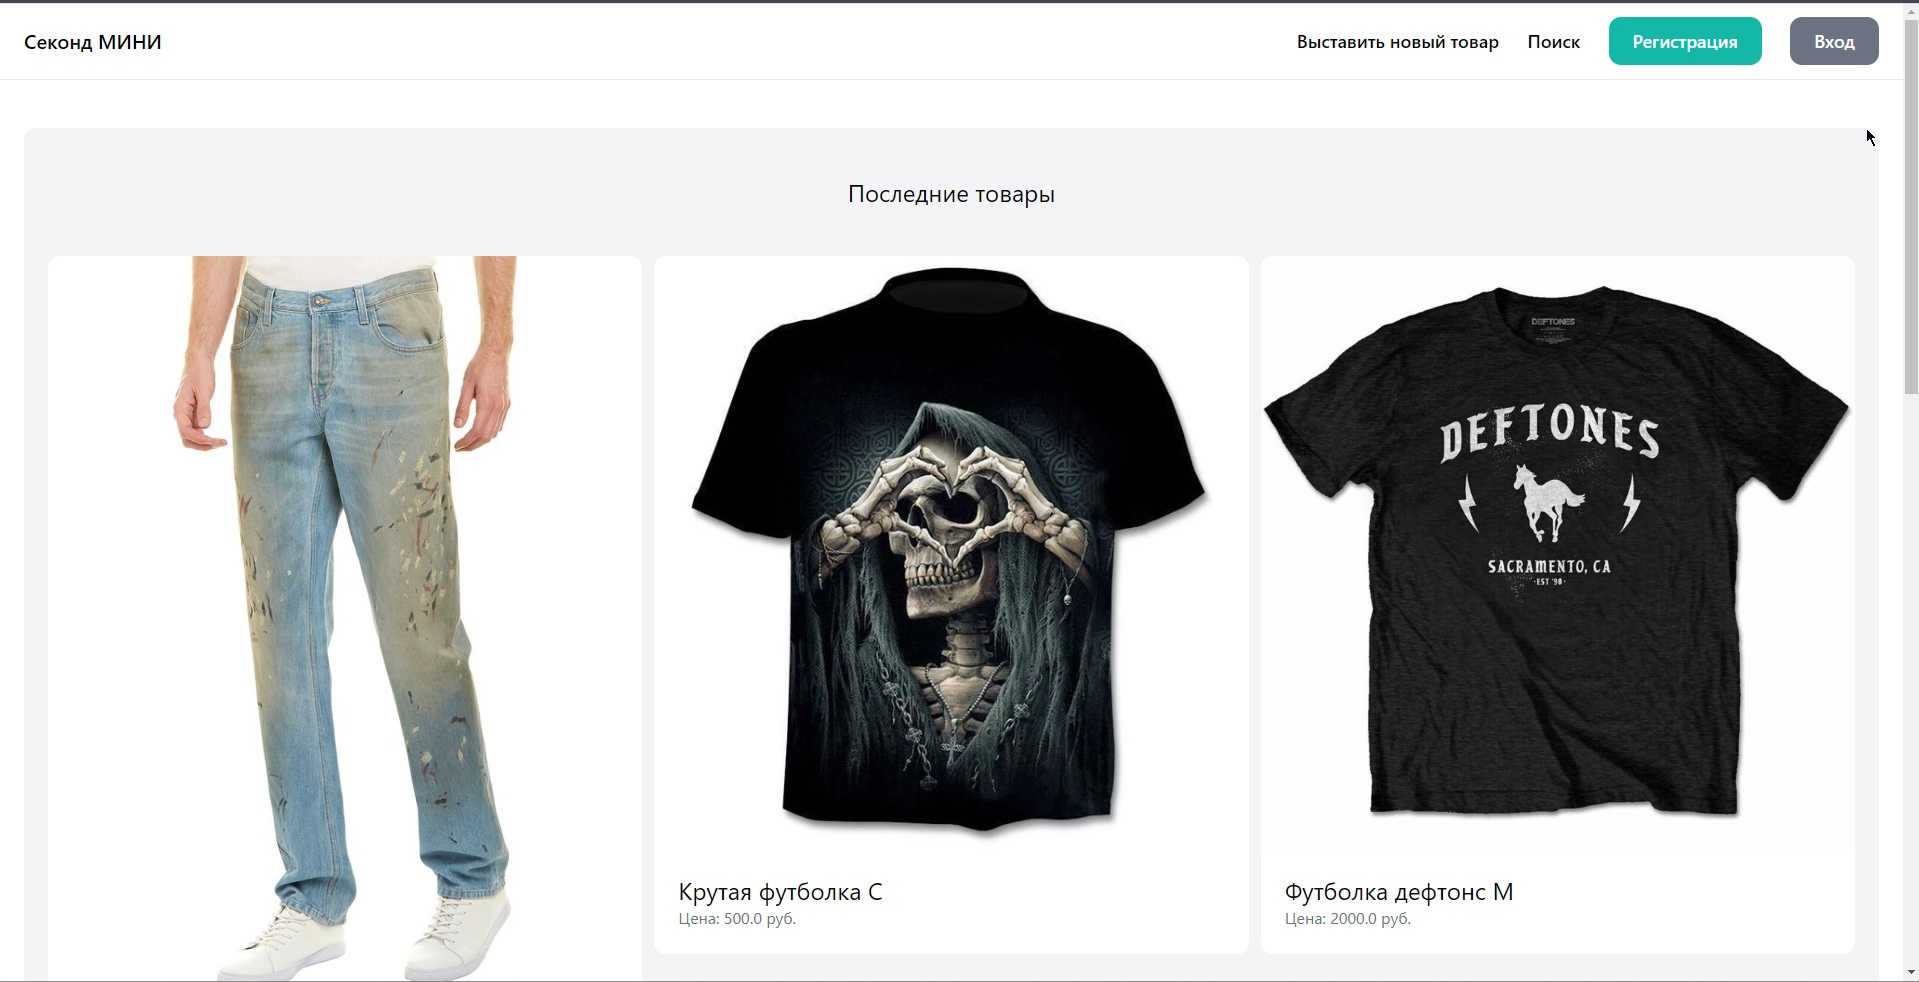 Секонд МИНИ
Выставить новый товар
Поиск
Регистрация
Вход
Последние товары
DEFTONES
DEFTONES
SACRAMENTO, CA
·EST '98·
Крутая футболка С
Цена: 500.0 руб.
Футболка дефтонс М
Цена: 2000.0 руб.